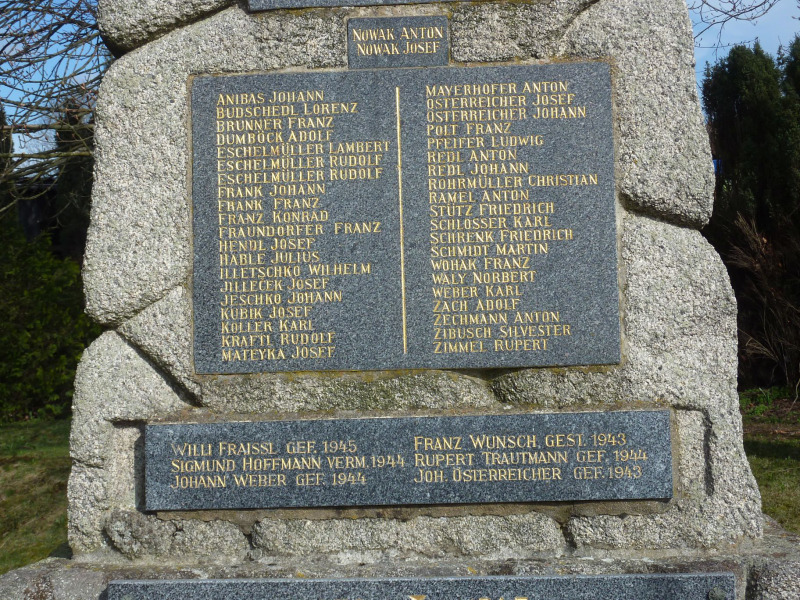 NOWAK ANTON
NOWAK JOSEF
ANIBAS JOHANN
BUDSCHEDL LORENZ
BRUNNER FRANZ
DUMBÖCK ADOLF
ESCHELMÜLLER LAMBERT
ESCHELMÜLLER RUDOLF
ESCHELMÜLLER RUDOLF
FRANK JOHANN
FRANK FRANZ
FRANZ KONRAD
FRAUNDORFER FRANZ
HENDL JOSEF
HABLE JULIUS
ILLETSCHKO WILHELM
JILLECEK JOSEF
JESCHKO JOHANN
KUBIK JOSEF
KOLLER KARL
KRAFTL RUDOLF
MATEYKA JOSEF
MAYERHOFER ANTON
ÖSTERREICHER JOSEF
ÖSTERREICHER JOHANN
POIT FRANZ
PFEIFER LUDWIG
REDL ANTON
REDL JOHANN
ROHRMÜLLER CHRISTIAN
RAMEL ANTON
STÜTZ FRIEDRICH
SCHLOSSER KARL
SCHRENK FRIEDRICH
SCHMIDT MARTIN
WOHAK FRANZ
WALY NORBERT
WEBER KARL
ZACH ADOLF
ZECHMANN ANTON
ZIBUSCH SILVESTER
ZIMMEL RUPERT
WILLI FRAISSL GEF. 1945
SIGMUND HOFFMANN VERM. 1944
JOHANN WEBER GEF. 1944
FRANZ WUNSCH, GEST. 1943
RUPERT TRAUTMANN GEF. 1944
JOH. ÖSTERREICHER GEF. 1943